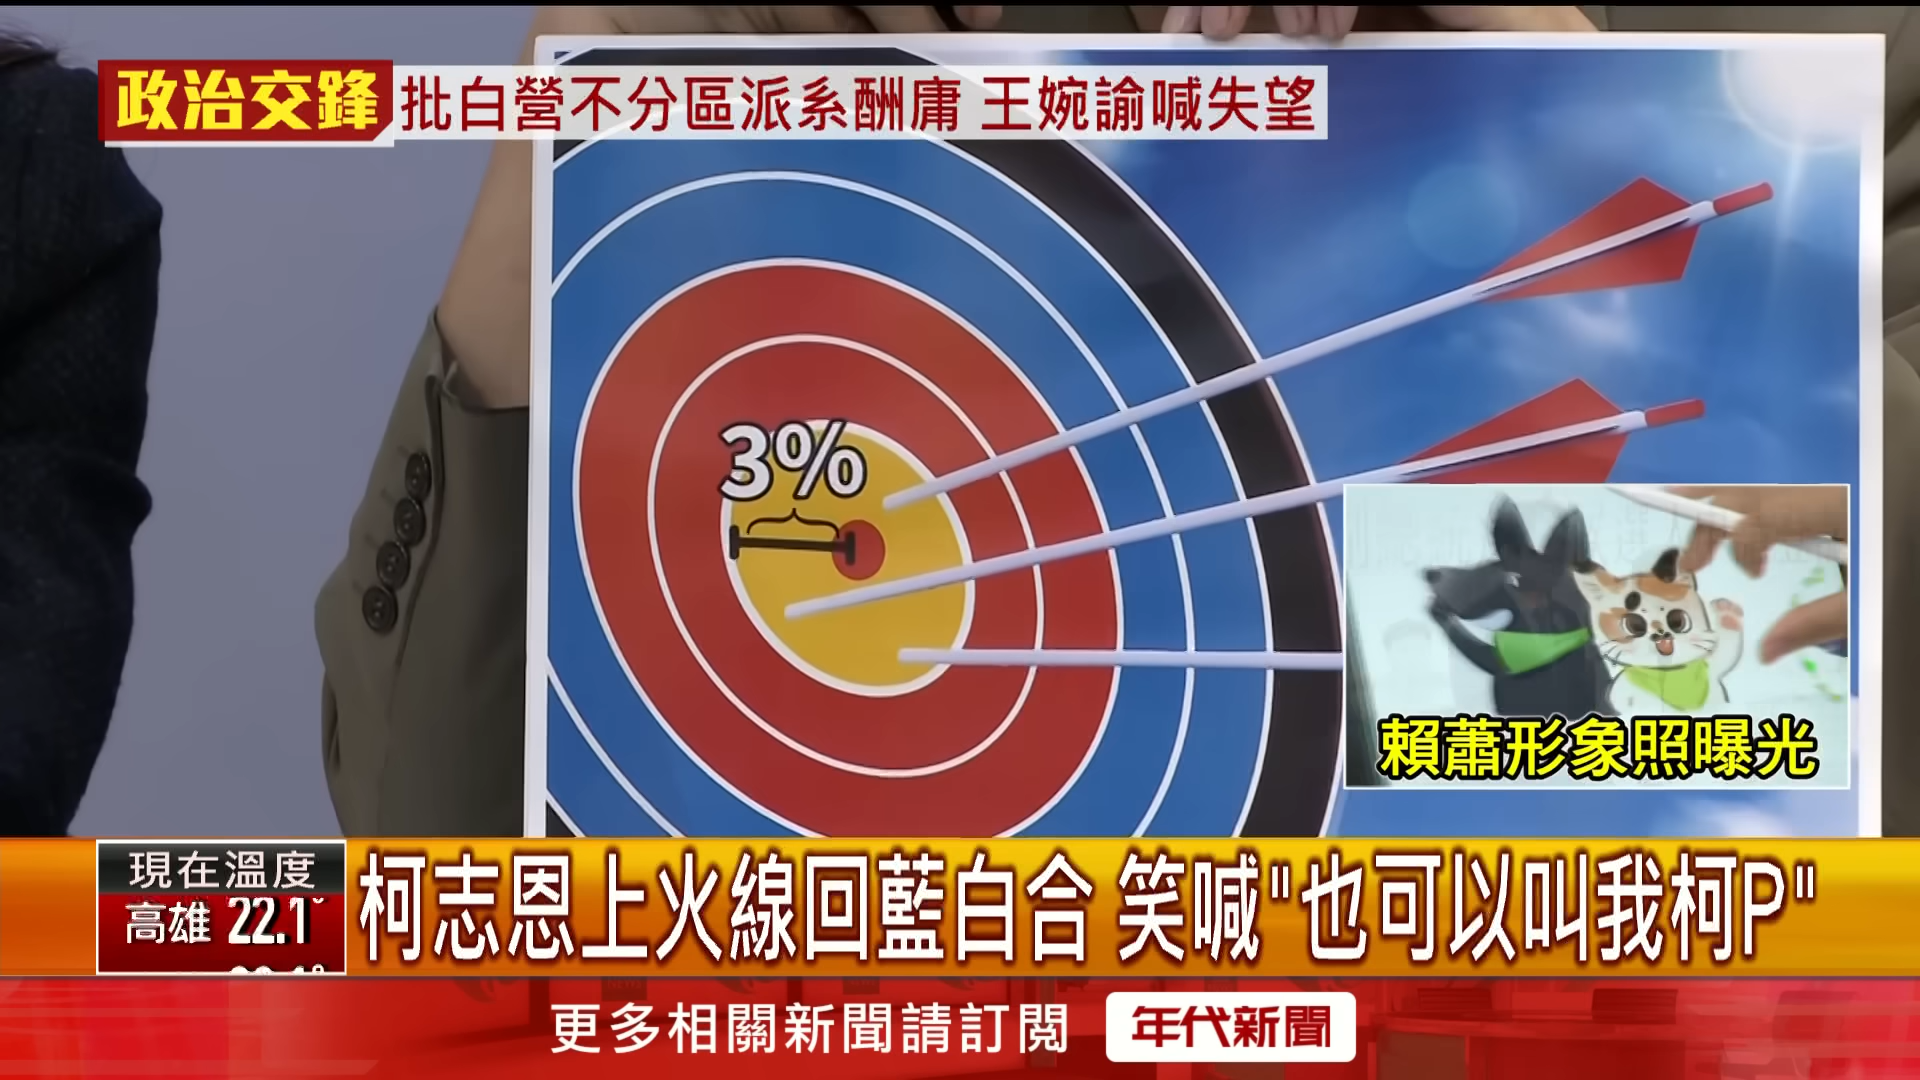 政治交鋒 批白營不分區派系酬庸 王婉諭喊失望
3%
賴蕭形象照曝光
現在溫度
高雄 22.1°
柯志恩上火線回藍白合 笑喊"也可以叫我柯P"
更多相關新聞請訂閱 年代新聞